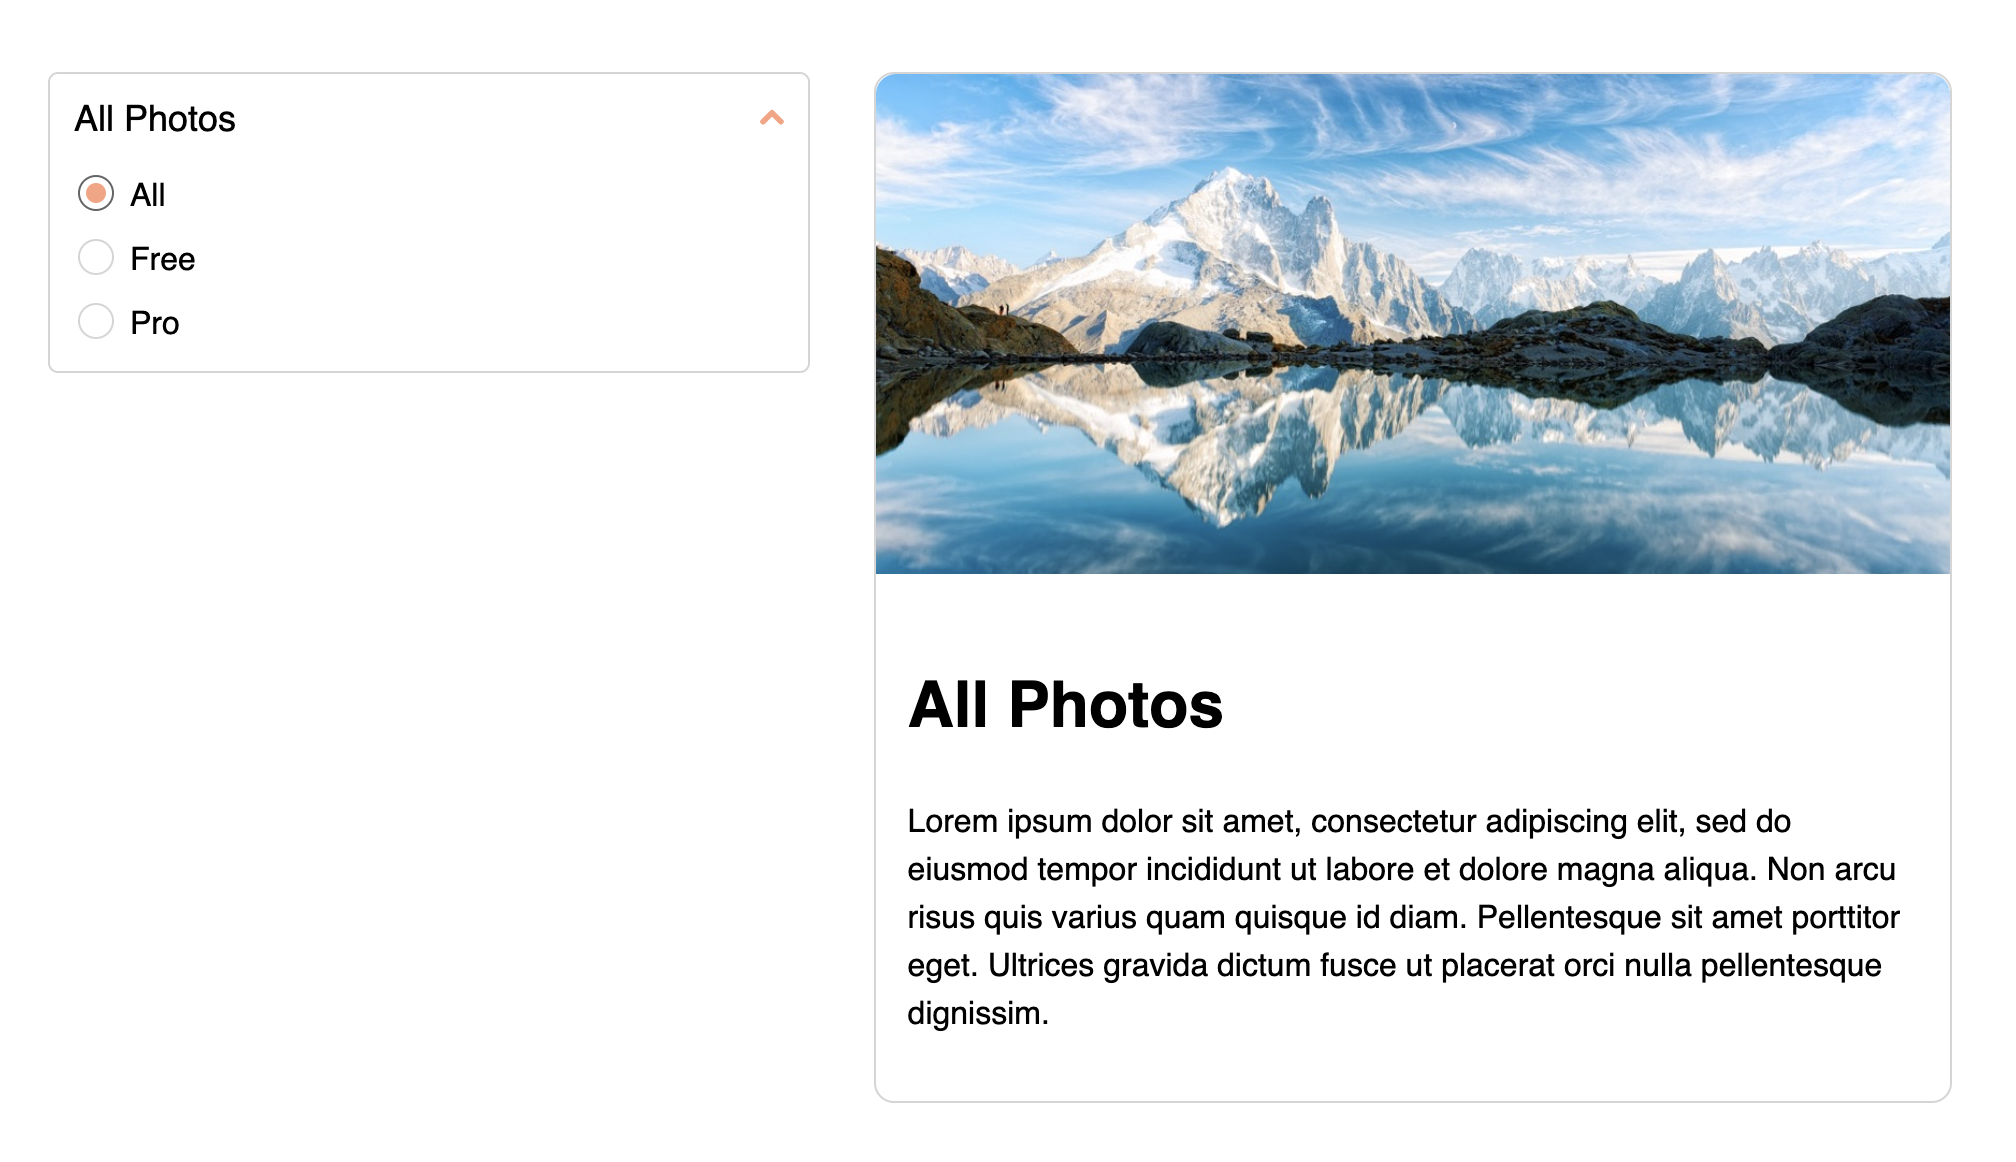 All Photos
All
Free
Pro
All Photos
Lorem ipsum dolor sit amet, consectetur adipiscing elit, sed do
eiusmod tempor incididunt ut labore et dolore magna aliqua. Non arcu
risus quis varius quam quisque id diam. Pellentesque sit amet porttitor
eget. Ultrices gravida dictum fusce ut placerat orci nulla pellentesque
dignissim.